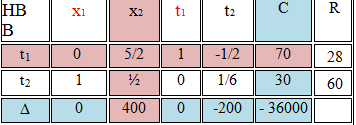 HB B x1 x2 t1 t2 C R
t1 0 5/2 1 -1/2 70 28
t2 1 ½ 0 1/6 30 60
Δ 0 400 0 -200 - 36000